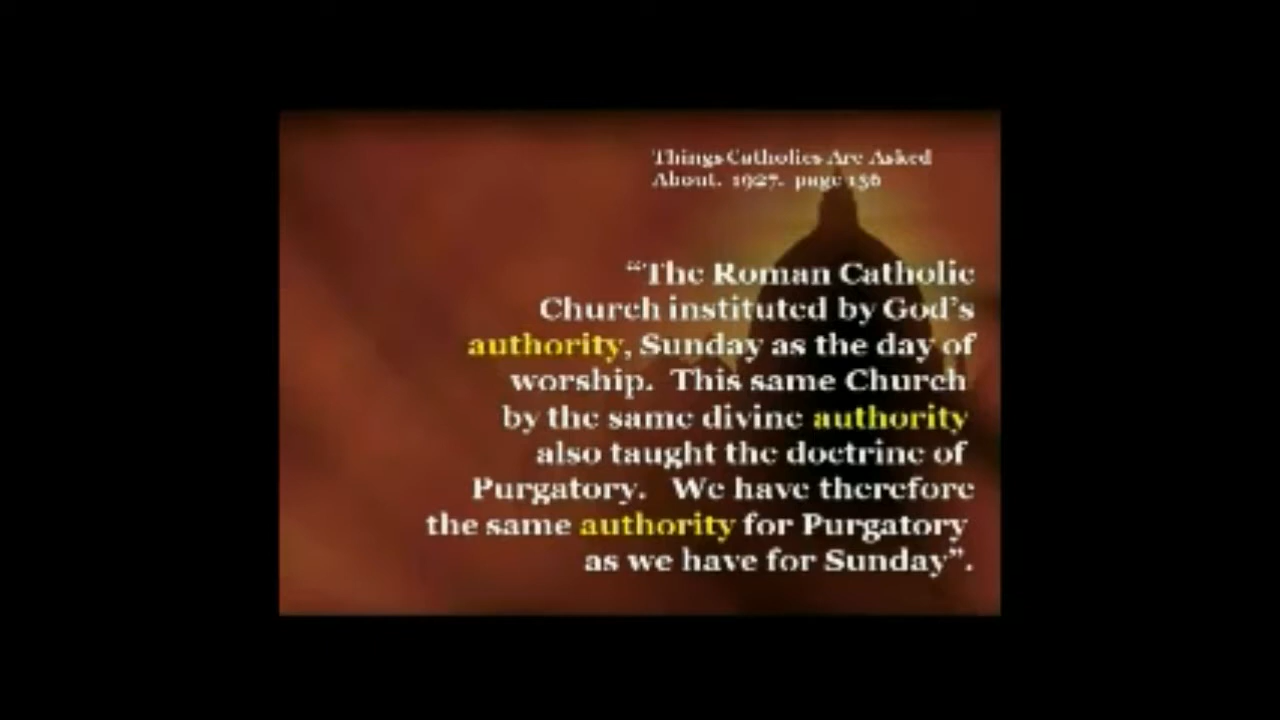 Things Catholics Are Asked
About. 1927. page 136
“The Roman Catholic
Church instituted by God’s
authority, Sunday as the day of
worship. This same Church
by the same divine authority
also taught the doctrine of
Purgatory. We have therefore
the same authority for Purgatory
as we have for Sunday”.